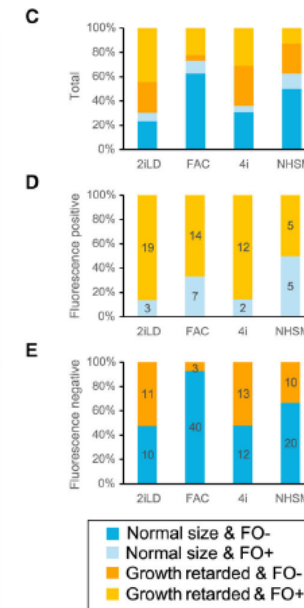 C
Total
100%
80%
60%
40%
20%
0%
2iLD FAC 4i NHSM
D
Fluorescence positive
100%
80%
60%
40%
20%
0%
19 14 12 5
3 7 2 5
2iLD FAC 4i NHSM
E
Fluorescence negative
100%
80%
60%
40%
20%
0%
11 3 13 10
10 40 12 20
2iLD FAC 4i NHSM
Normal size & FO-
Normal size & FO+
Growth retarded & FO-
Growth retarded & FO+